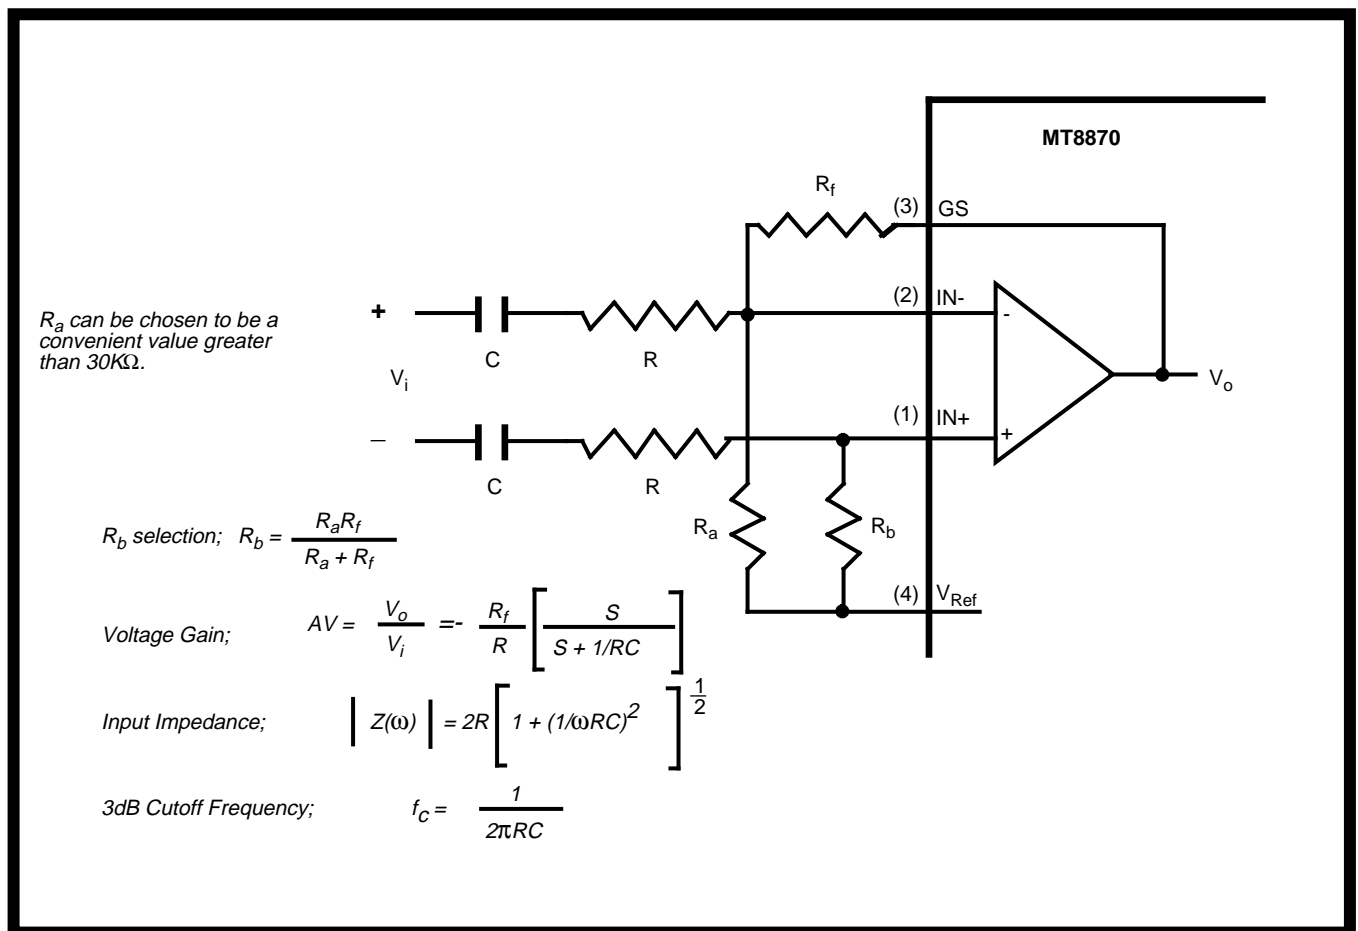 MT8870
R_f
(3) GS
(2) IN-
+
-
R_a can be chosen to be a
convenient value greater
than 30KΩ.
C
R
V_i
V_o
(1) IN+
–
+
C
R
R_a
R_b
R_b selection; R_b = R_aR_f / R_a + R_f
(4) V_Ref
Voltage Gain; AV = V_o / V_i =- R_f / R [ S / S + 1/RC ]
Input Impedance; | Z(ω) | = 2R [ 1 + (1/ωRC)^2 ]^1/2
3dB Cutoff Frequency; f_C = 1 / 2πRC